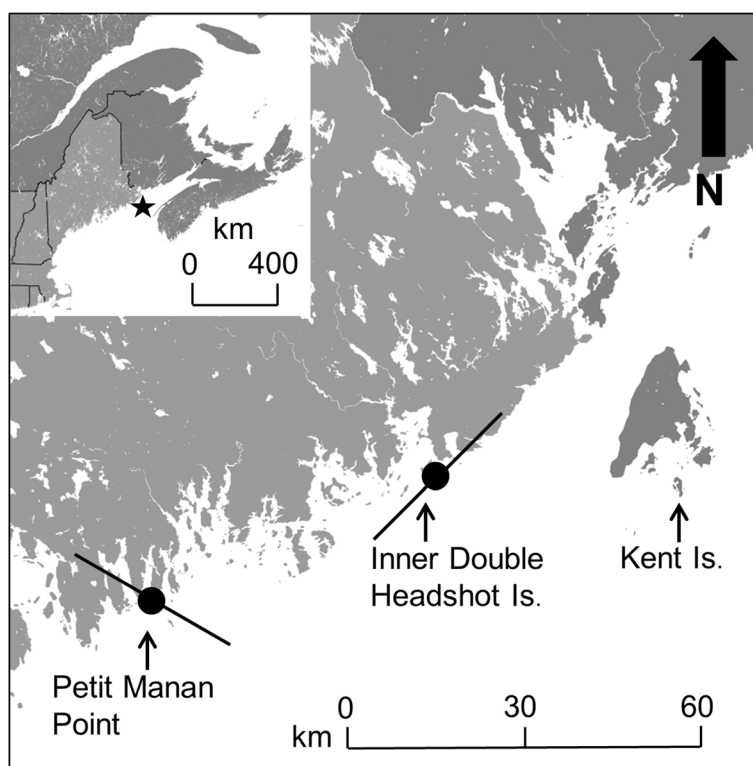 km
0 400
N
Inner Double
Headshot Is.
Kent Is.
Petit Manan
Point
0 30 60
km